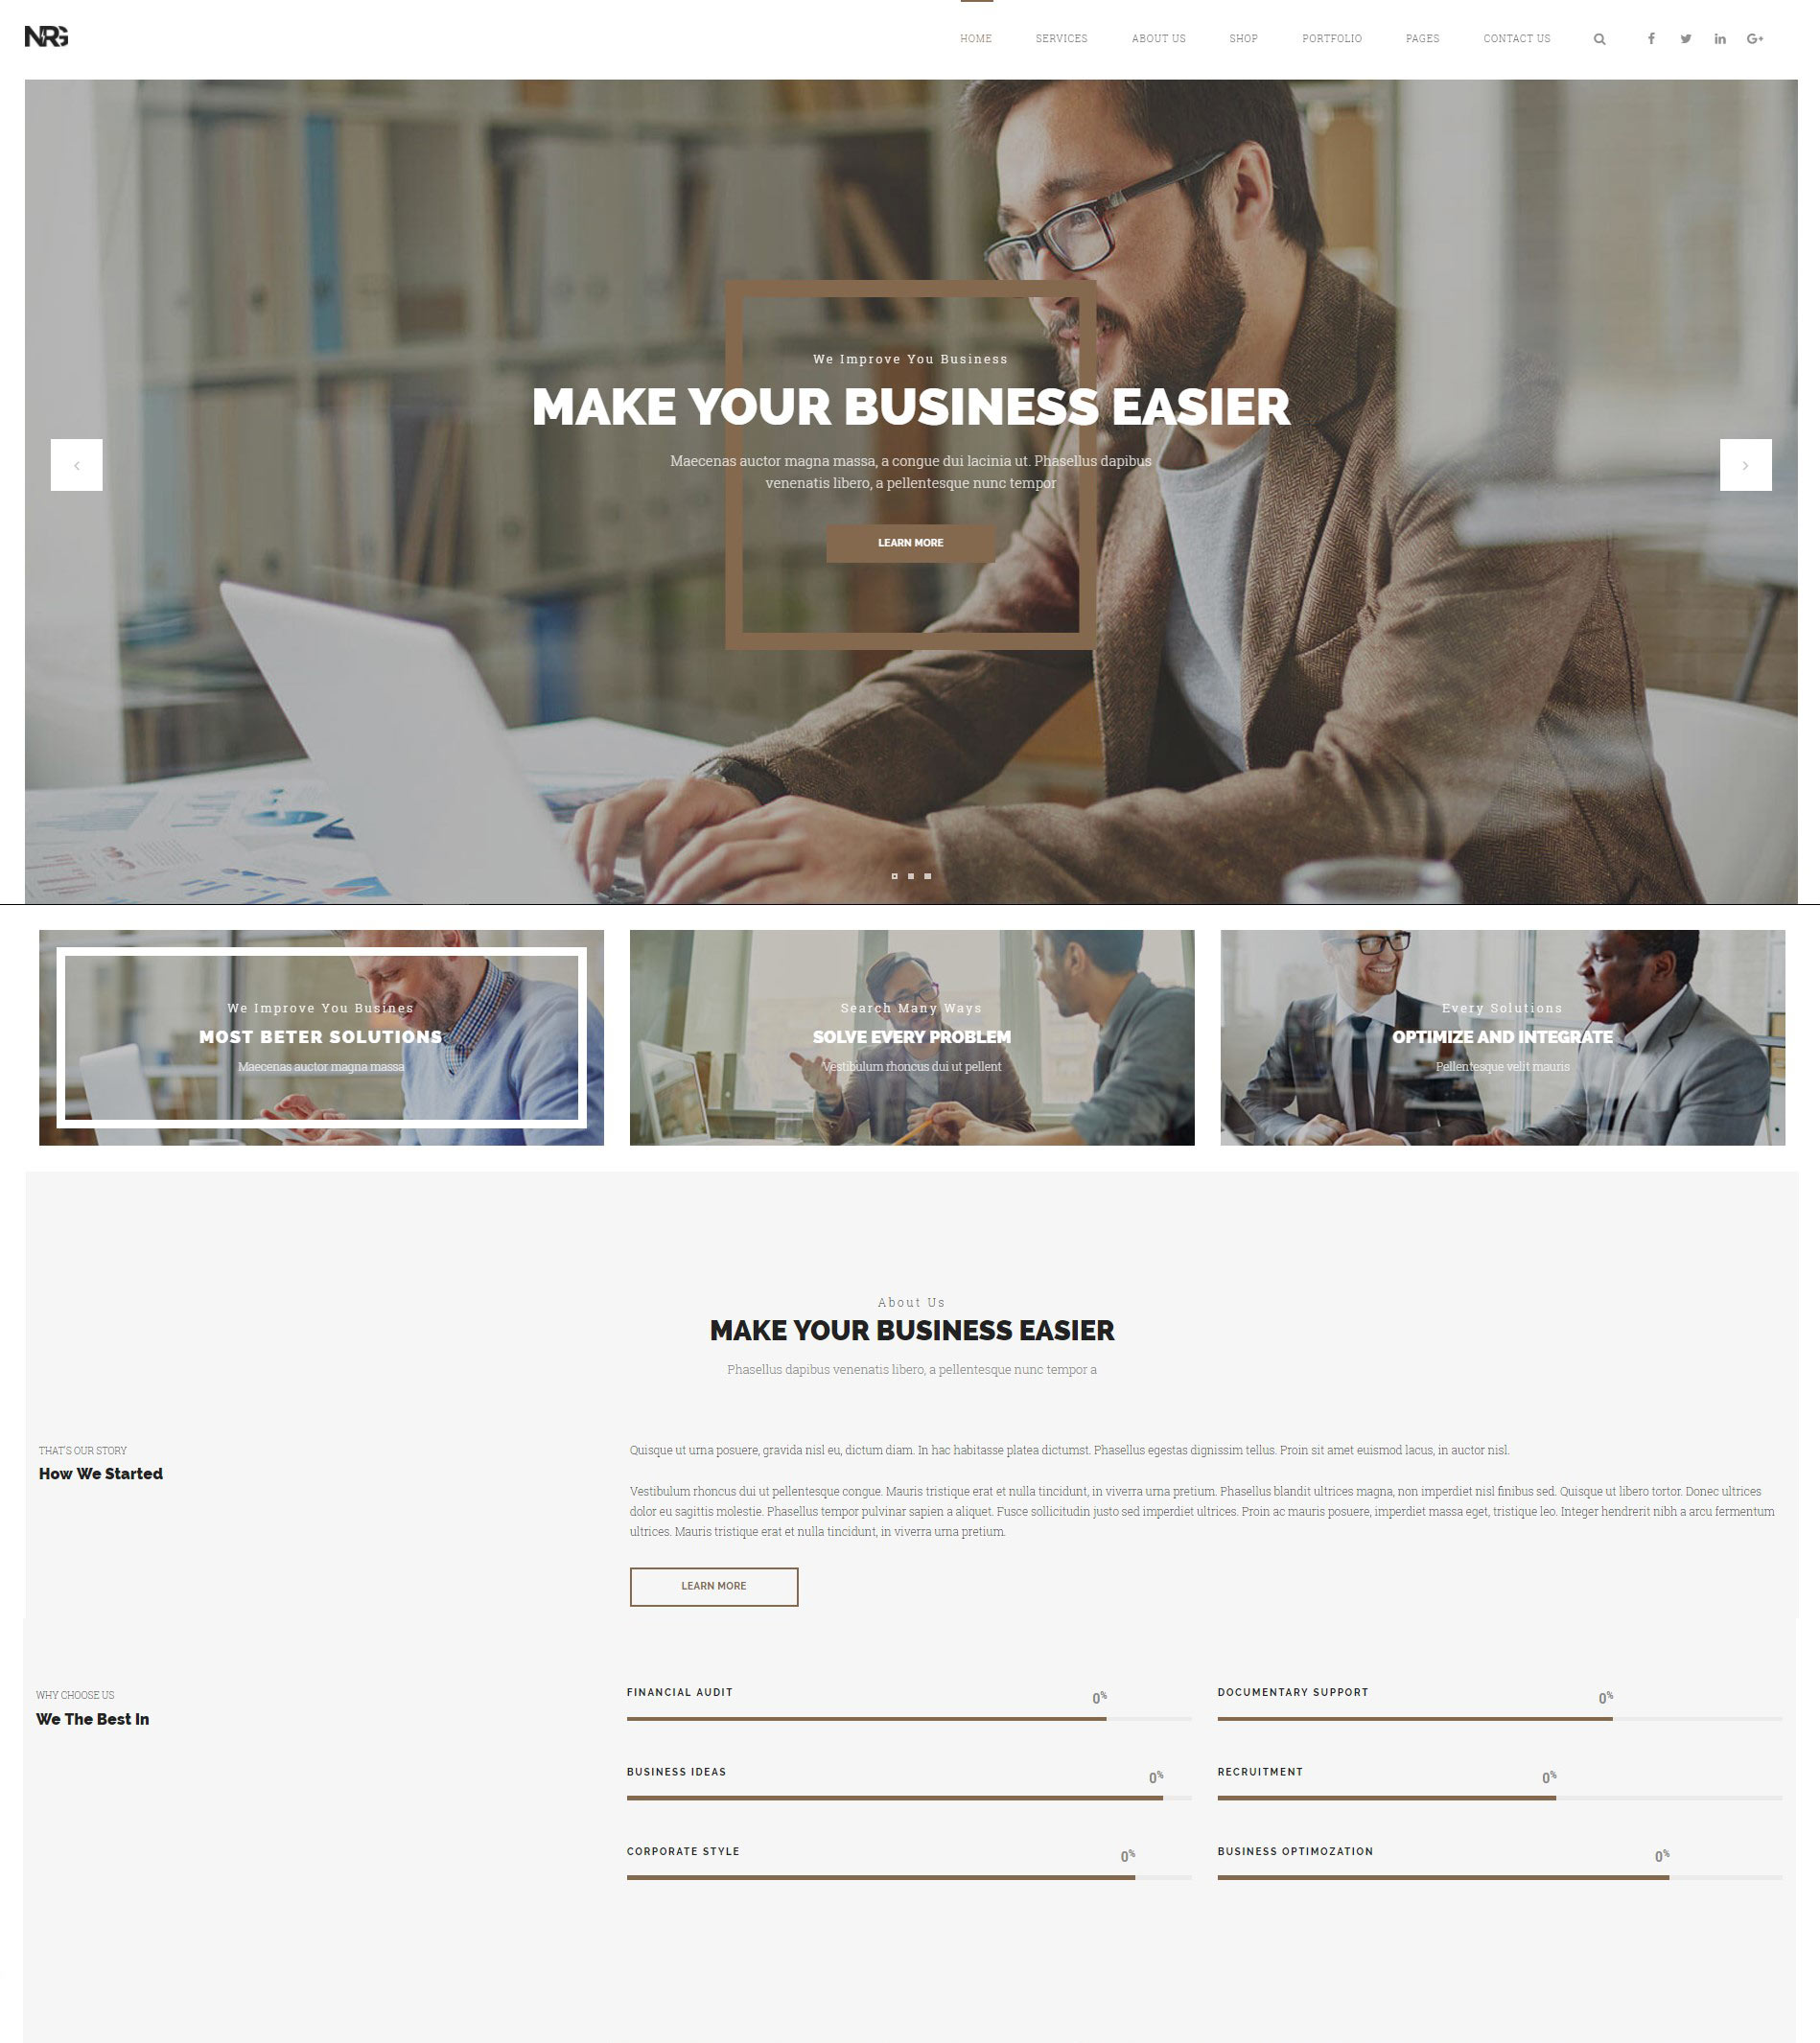 NRG
HOME SERVICES ABOUT US SHOP PORTFOLIO PAGES CONTACT US
We Improve You Business
MAKE YOUR BUSINESS EASIER
Maecenas auctor magna massa, a congue dui lacinia ut. Phasellus dapibus
venenatis libero, a pellentesque nunc tempor
LEARN MORE
We Improve You Busines
MOST BETER SOLUTIONS
Maecenas auctor magna massa
Search Many Ways
SOLVE EVERY PROBLEM
Vestibulum rhoncus dui ut pellent
Every Solutions
OPTIMIZE AND INTEGRATE
Pellentesque velit mauris
About Us
MAKE YOUR BUSINESS EASIER
Phasellus dapibus venenatis libero, a pellentesque nunc tempor a
THAT'S OUR STORY
How We Started
Quisque ut urna posuere, gravida nisl eu, dictum diam. In hac habitasse platea dictumst. Phasellus egestas dignissim tellus. Proin sit amet euismod lacus, in auctor nisl.
Vestibulum rhoncus dui ut pellentesque congue. Mauris tristique erat et nulla tincidunt, in viverra urna pretium. Phasellus blandit ultrices magna, non imperdiet nisl finibus sed. Quisque ut libero tortor. Donec ultrices
dolor eu sagittis molestie. Phasellus tempor pulvinar sapien a aliquet. Fusce sollicitudin justo sed imperdiet ultrices. Proin ac mauris posuere, imperdiet massa eget, tristique leo. Integer hendrerit nibh a arcu fermentum
ultrices. Mauris tristique erat et nulla tincidunt, in viverra urna pretium.
LEARN MORE
WHY CHOOSE US
We The Best In
FINANCIAL AUDIT 0%
DOCUMENTARY SUPPORT 0%
BUSINESS IDEAS 0%
RECRUITMENT 0%
CORPORATE STYLE 0%
BUSINESS OPTIMOZATION 0%